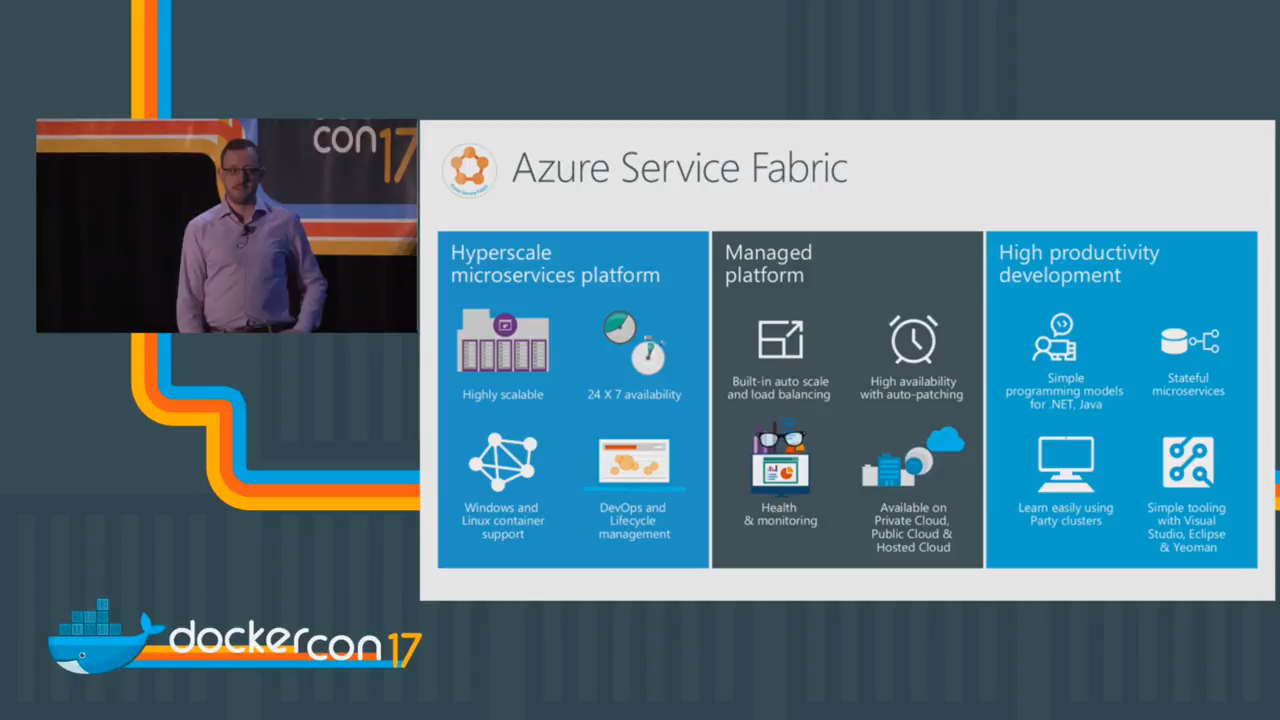 con17
Azure Service Fabric
Hyperscale
microservices platform
Highly scalable
24 X 7 availability
Windows and
Linux container
support
DevOps and
Lifecycle
management
Managed
platform
Built-in auto scale
and load balancing
High availability
with auto-patching
Health
& monitoring
Available on
Private Cloud,
Public Cloud &
Hosted Cloud
High productivity
development
Simple
programming models
for .NET, Java
Stateful
microservices
Learn easily using
Party clusters
Simple tooling
with Visual
Studio, Eclipse
& Yeoman
dockercon17